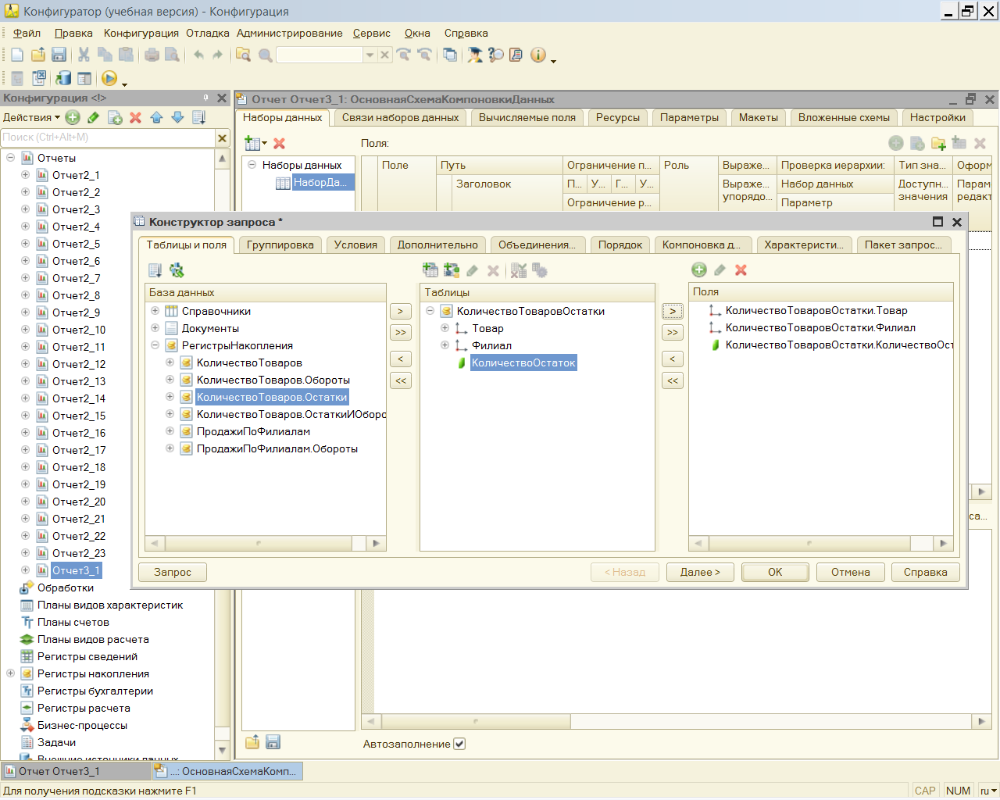 Конфигуратор (учебная версия) - Конфигурация
Файл Правка Конфигурация Отладка Администрирование Сервис Окна Справка
Конфигурация <!>
Действия
Поиск (Ctrl+Alt+M)
Отчеты
Отчет2_1
Отчет2_2
Отчет2_3
Отчет2_4
Отчет2_5
Отчет2_6
Отчет2_7
Отчет2_8
Отчет2_9
Отчет2_10
Отчет2_11
Отчет2_12
Отчет2_13
Отчет2_14
Отчет2_15
Отчет2_16
Отчет2_17
Отчет2_18
Отчет2_19
Отчет2_20
Отчет2_21
Отчет2_22
Отчет2_23
Отчет3_1
Обработки
Планы видов характеристик
Планы счетов
Планы видов расчета
Регистры сведений
Регистры накопления
Регистры бухгалтерии
Регистры расчета
Бизнес-процессы
Задачи
Внешние источники данных
Отчет Отчет3_1: ОсновнаяСхемаКомпоновкиДанных
Наборы данных Связи наборов данных Вычисляемые поля Ресурсы Параметры Макеты Вложенные схемы Настройки
Поля:
Наборы данных
НаборДа...
Поле Путь Ограничение п... Роль Выраже... Проверка иерархии: Тип зна... Оформ
Заголовок П... У... Г... У... Выраже... упорядо... Набор данных Доступн... значения Парам редакт
Ограничение р... Параметр
Конструктор запроса *
Таблицы и поля Группировка Условия Дополнительно Объединения... Порядок Компоновка д... Характеристи... Пакет запрос...
База данных
Справочники
Документы
РегистрыНакопления
КоличествоТоваров
КоличествоТоваров.Обороты
КоличествоТоваров.Остатки
КоличествоТоваров.ОстаткиИОборо
ПродажиПоФилиалам
ПродажиПоФилиалам.Обороты
>
>>
<
<<
Таблицы
КоличествоТоваровОстатки
Товар
Филиал
КоличествоОстаток
>
>>
<
<<
Поля
КоличествоТоваровОстатки.Товар
КоличествоТоваровОстатки.Филиал
КоличествоТоваровОстатки.КоличествоОст
са...
Запрос < Назад Далее > ОК Отмена Справка
Автозаполнение
Отчет Отчет3_1 ...: ОсновнаяСхемаКомп...
Для получения подсказки нажмите F1 CAP NUM ru